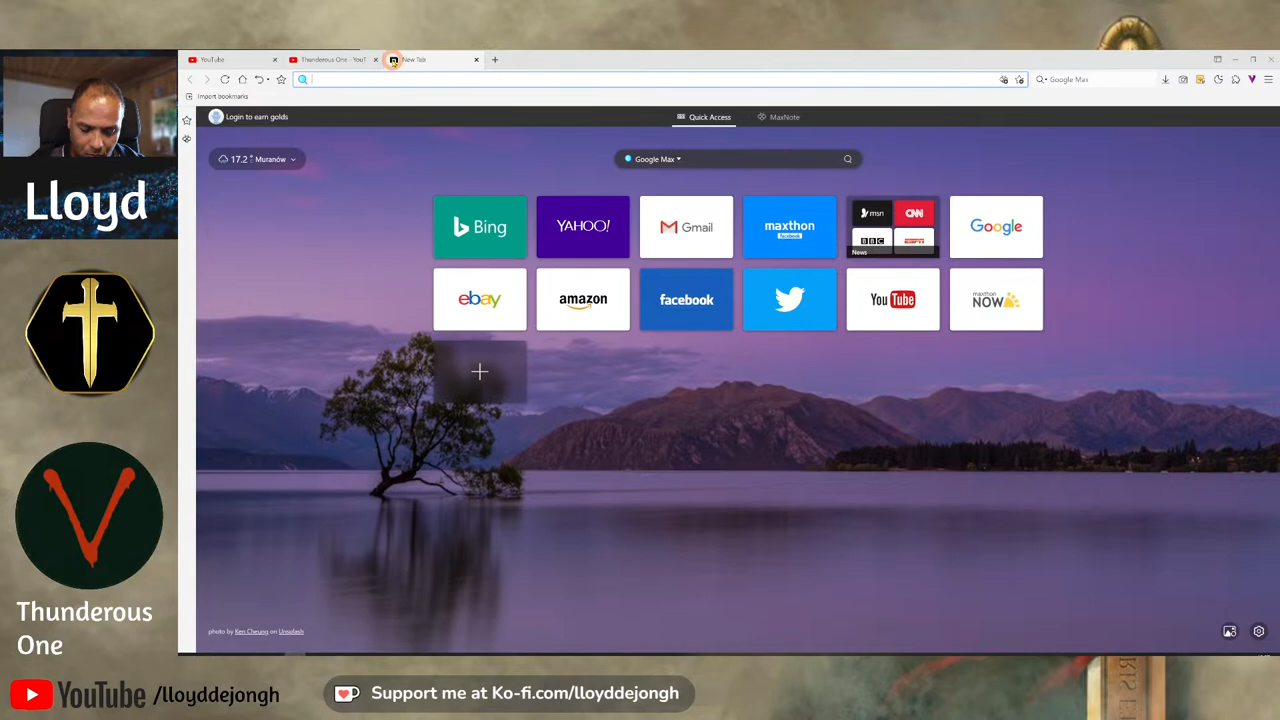 YouTube
Thunderous One - YouT
New Tab
Google Max
Import bookmarks
Login to earn golds
Quick Access
MaxNote
17.2 ° Muranów
Google Max
Bing
YAHOO!
Gmail
maxthon
facebook
msn
CNN
BBC
ESPN
News
Google
ebay
amazon
facebook
YouTube
maxthon
NOW
Lloyd
V
Thunderous
One
photo by Ken Cheung on Unsplash
YouTube /lloyddejongh
Support me at Ko-fi.com/lloyddejongh